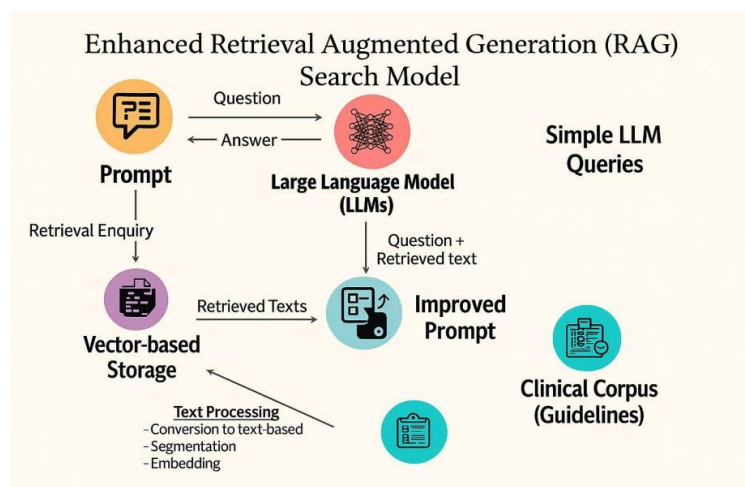 Enhanced Retrieval Augmented Generation (RAG)
Search Model
Question
Answer
Prompt
Large Language Model
(LLMs)
Simple LLM
Queries
Retrieval Enquiry
Question +
Retrieved text
Retrieved Texts
Improved
Prompt
Vector-based
Storage
Clinical Corpus
(Guidelines)
Text Processing
-Conversion to text-based
-Segmentation
-Embedding